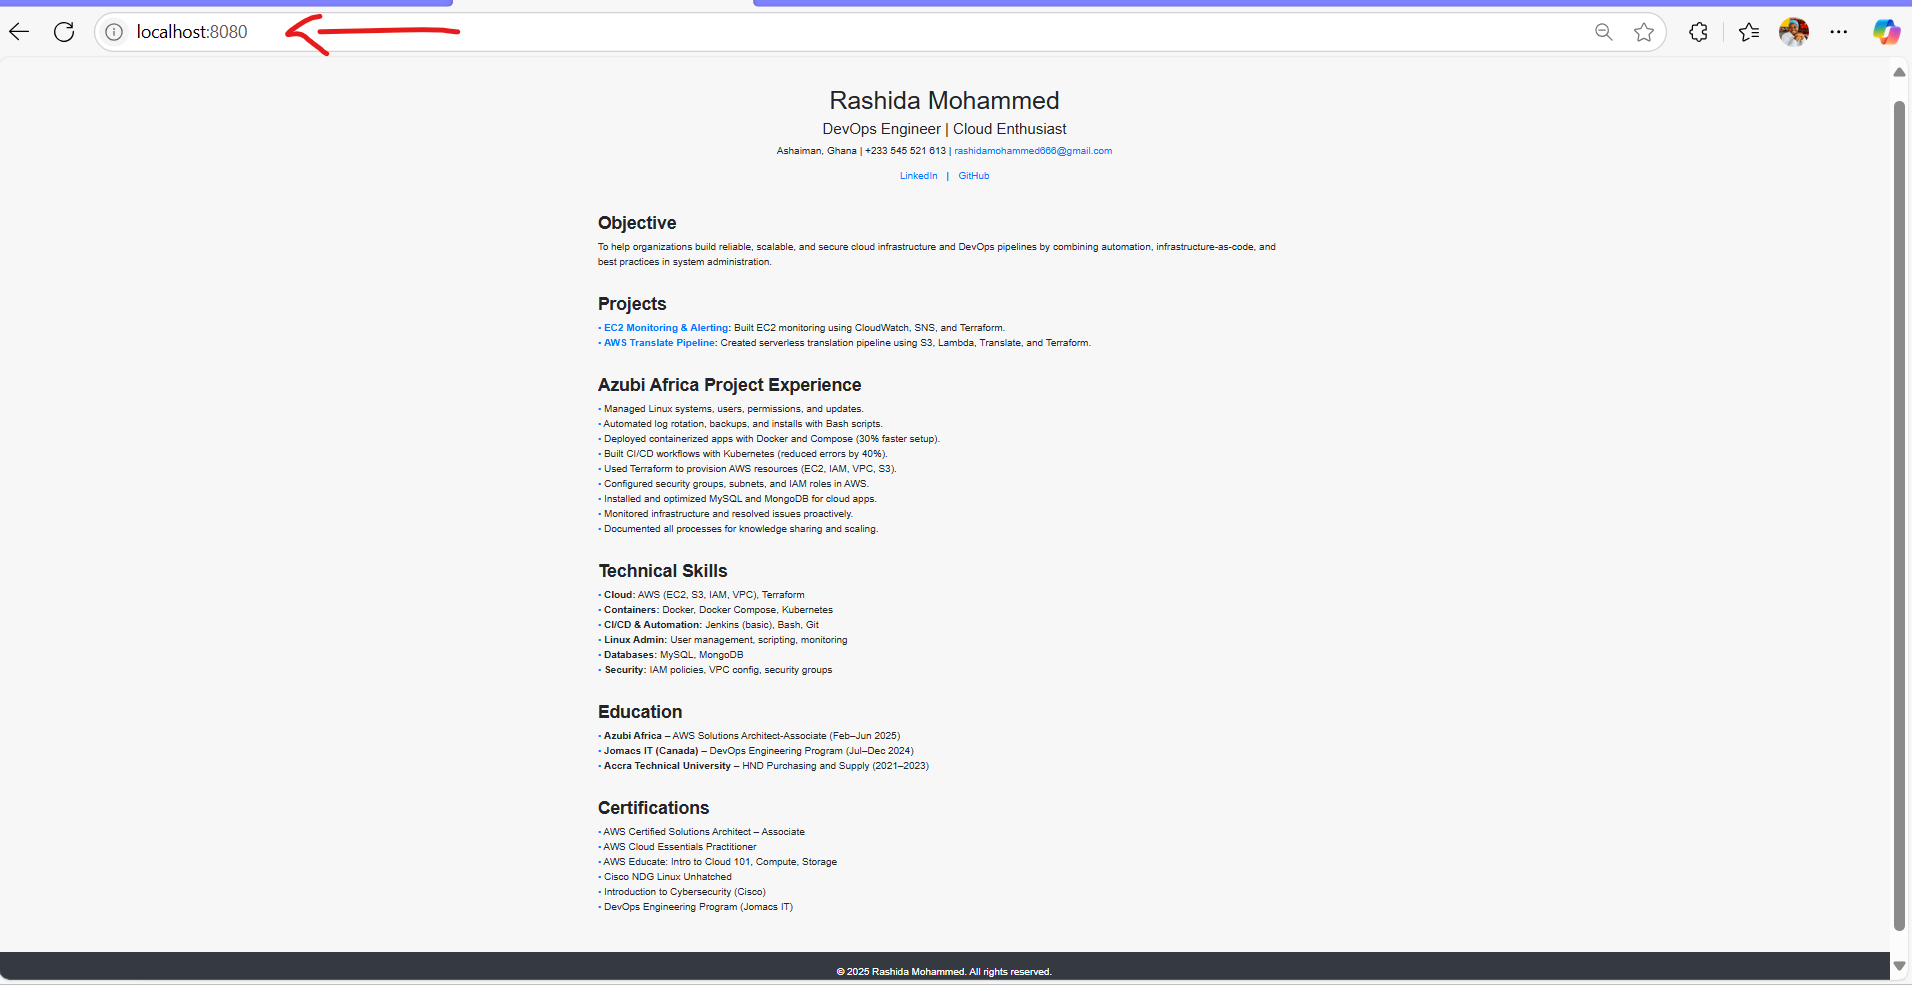 localhost:8080
Rashida Mohammed
DevOps Engineer | Cloud Enthusiast
Ashaiman, Ghana | +233 545 521 613 | rashidamohammed666@gmail.com
LinkedIn | GitHub
Objective
To help organizations build reliable, scalable, and secure cloud infrastructure and DevOps pipelines by combining automation, infrastructure-as-code, and
best practices in system administration.
Projects
• EC2 Monitoring & Alerting: Built EC2 monitoring using CloudWatch, SNS, and Terraform.
• AWS Translate Pipeline: Created serverless translation pipeline using S3, Lambda, Translate, and Terraform.
Azubi Africa Project Experience
• Managed Linux systems, users, permissions, and updates.
• Automated log rotation, backups, and installs with Bash scripts.
• Deployed containerized apps with Docker and Compose (30% faster setup).
• Built CI/CD workflows with Kubernetes (reduced errors by 40%).
• Used Terraform to provision AWS resources (EC2, IAM, VPC, S3).
• Configured security groups, subnets, and IAM roles in AWS.
• Installed and optimized MySQL and MongoDB for cloud apps.
• Monitored infrastructure and resolved issues proactively.
• Documented all processes for knowledge sharing and scaling.
Technical Skills
• Cloud: AWS (EC2, S3, IAM, VPC), Terraform
• Containers: Docker, Docker Compose, Kubernetes
• CI/CD & Automation: Jenkins (basic), Bash, Git
• Linux Admin: User management, scripting, monitoring
• Databases: MySQL, MongoDB
• Security: IAM policies, VPC config, security groups
Education
• Azubi Africa – AWS Solutions Architect-Associate (Feb–Jun 2025)
• Jomacs IT (Canada) – DevOps Engineering Program (Jul–Dec 2024)
• Accra Technical University – HND Purchasing and Supply (2021–2023)
Certifications
• AWS Certified Solutions Architect – Associate
• AWS Cloud Essentials Practitioner
• AWS Educate: Intro to Cloud 101, Compute, Storage
• Cisco NDG Linux Unhatched
• Introduction to Cybersecurity (Cisco)
• DevOps Engineering Program (Jomacs IT)
© 2025 Rashida Mohammed. All rights reserved.